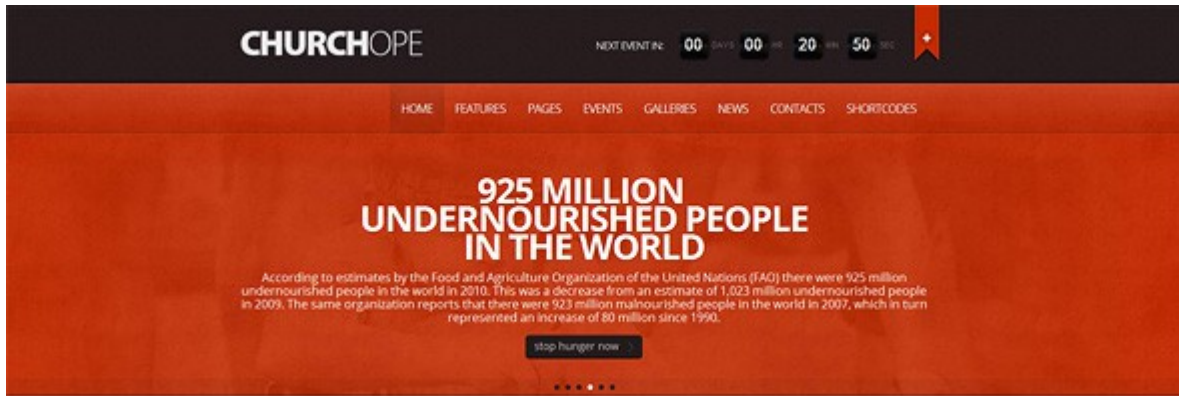 CHURCHOPE
NEXT EVENT IN: 00 DAYS 00 HR 20 MIN 50 SEC
+
HOME FEATURES PAGES EVENTS GALLERIES NEWS CONTACTS SHORTCODES
925 MILLION
UNDERNOURISHED PEOPLE
IN THE WORLD
According to estimates by the Food and Agriculture Organization of the United Nations (FAO) there were 925 million
undernourished people in the world in 2010. This was a decrease from an estimate of 1,023 million undernourished people
in 2009. The same organization reports that there were 923 million malnourished people in the world in 2007, which in turn
represented an increase of 80 million since 1990.
stop hunger now >